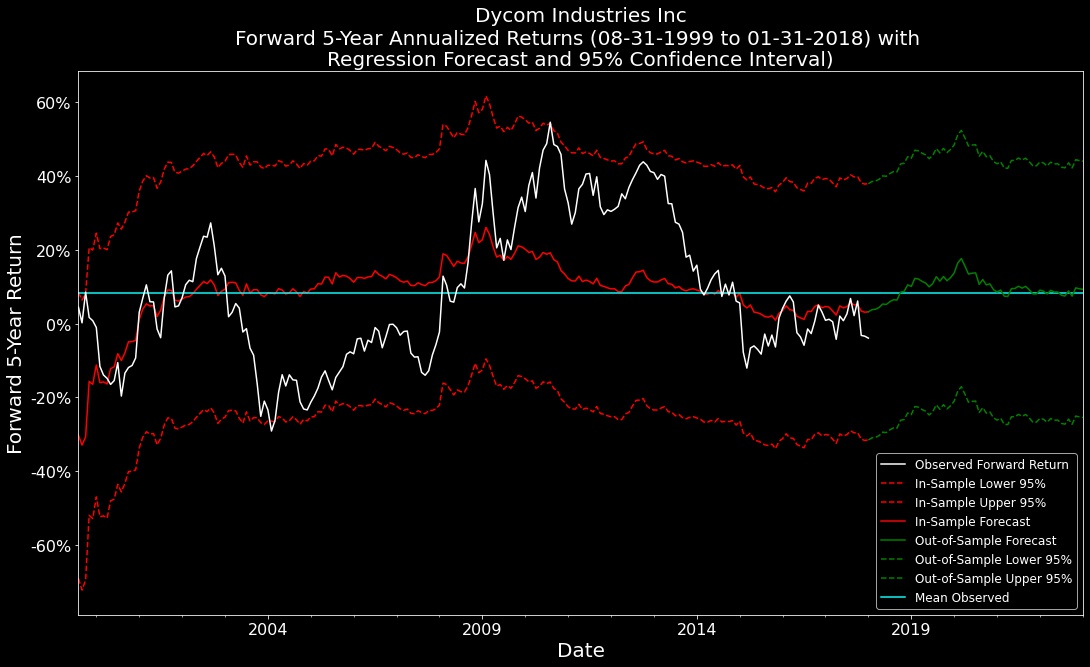 Dycom Industries Inc
Forward 5-Year Annualized Returns (08-31-1999 to 01-31-2018) with
Regression Forecast and 95% Confidence Interval)
Forward 5-Year Return
60%
40%
20%
0%
-20%
-40%
-60%
2004
2009
2014
2019
Date
Observed Forward Return
In-Sample Lower 95%
In-Sample Upper 95%
In-Sample Forecast
Out-of-Sample Forecast
Out-of-Sample Lower 95%
Out-of-Sample Upper 95%
Mean Observed